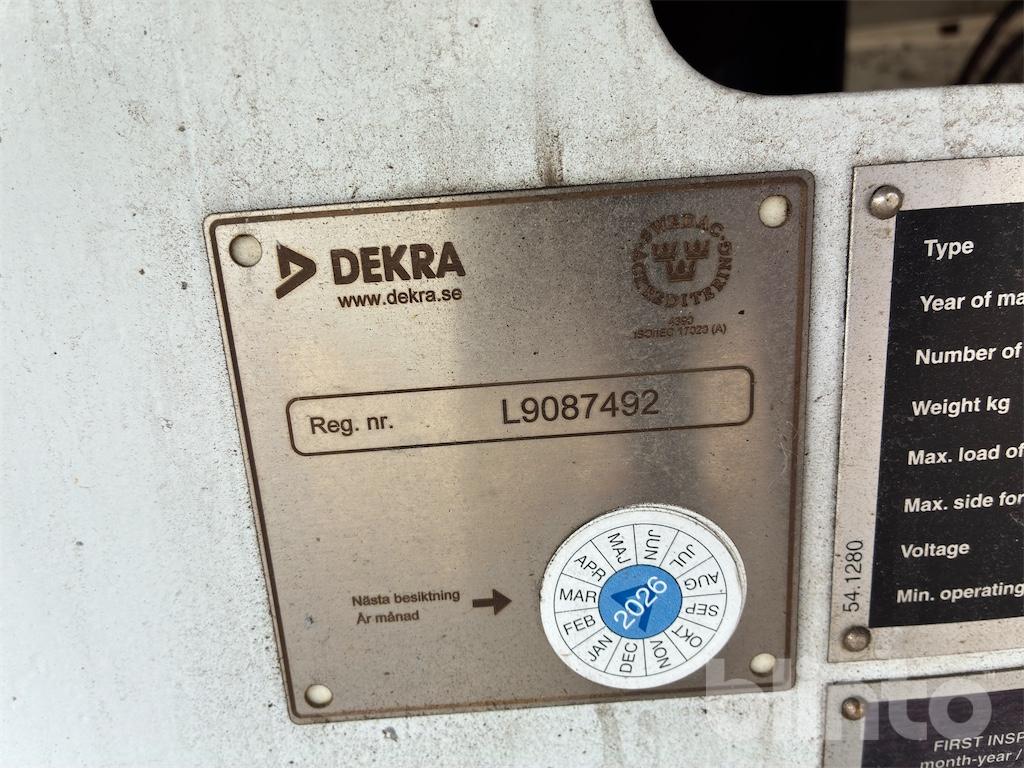 DEKRA
www.dekra.se
SWEDAC
ACKREDITERING
ISO/IEC 17020 (A)
Reg. nr. L9087492
Nästa besiktning
År månad
JAN
FEB
MAR
APR
MAJ
JUN
JUL
AUG
SEP
OKT
NOV
DEC
2026
Type
Year of ma
Number of
Weight kg
Max. load of
Max. side for
Voltage
Min. operating
54.1280
FIRST INSP
month-year /
blinto